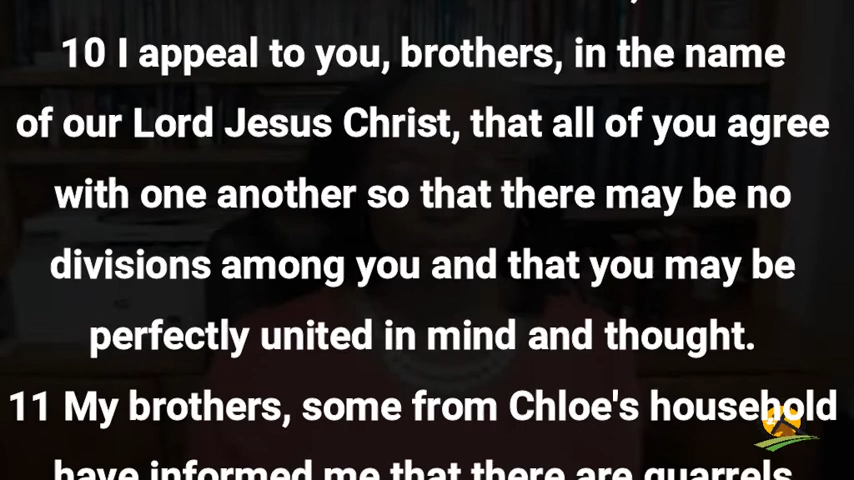 10 I appeal to you, brothers, in the name
of our Lord Jesus Christ, that all of you agree
with one another so that there may be no
divisions among you and that you may be
perfectly united in mind and thought.
11 My brothers, some from Chloe's household
have informed me that there are quarrels